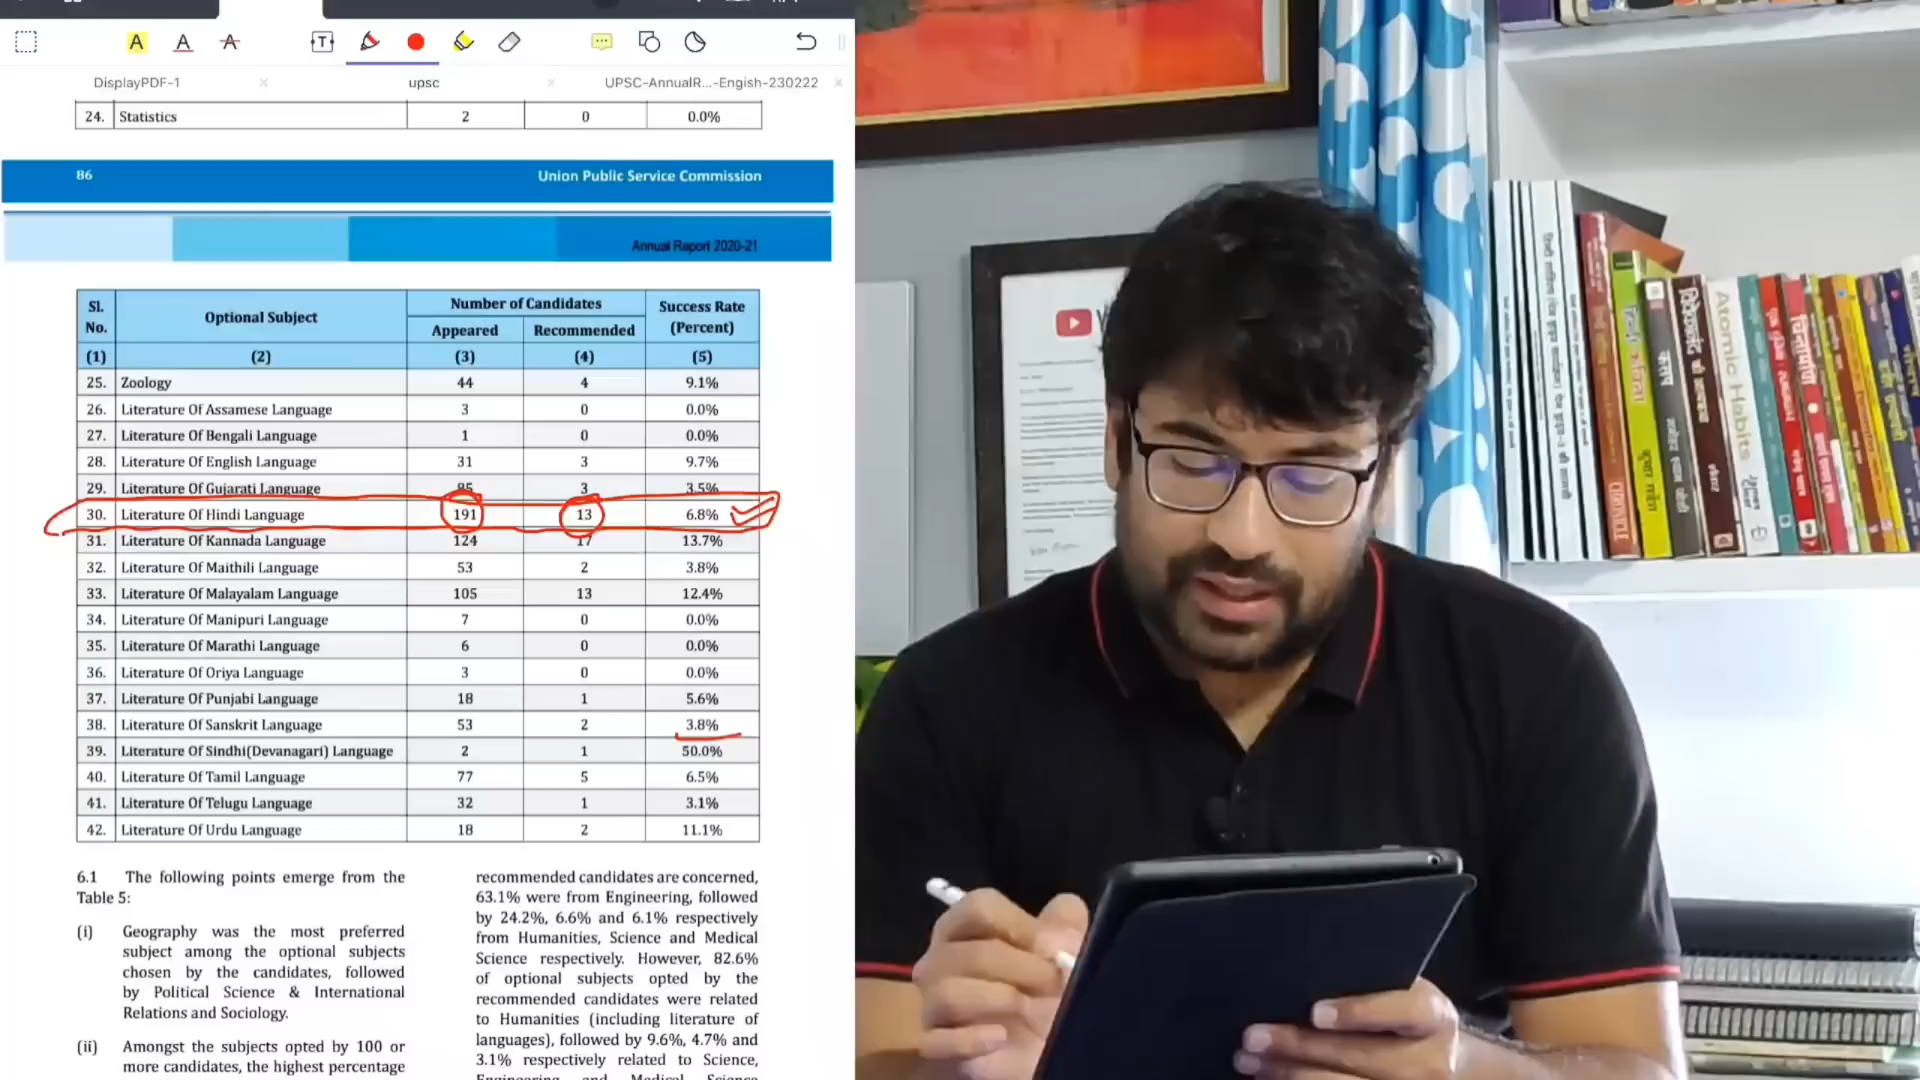 DisplayPDF-1 × upsc × UPSC-AnnualR...-Engish-230222 ×
24. Statistics 2 0 0.0%
86 Union Public Service Commission
Annual Raport 2020-21
Sl. No. Optional Subject Number of Candidates Success Rate (Percent)
Appeared Recommended
(1) (2) (3) (4) (5)
25. Zoology 44 4 9.1%
26. Literature Of Assamese Language 3 0 0.0%
27. Literature Of Bengali Language 1 0 0.0%
28. Literature Of English Language 31 3 9.7%
29. Literature Of Gujarati Language 85 3 3.5%
30. Literature Of Hindi Language 191 13 6.8%
31. Literature Of Kannada Language 124 17 13.7%
32. Literature Of Maithili Language 53 2 3.8%
33. Literature Of Malayalam Language 105 13 12.4%
34. Literature Of Manipuri Language 7 0 0.0%
35. Literature Of Marathi Language 6 0 0.0%
36. Literature Of Oriya Language 3 0 0.0%
37. Literature Of Punjabi Language 18 1 5.6%
38. Literature Of Sanskrit Language 53 2 3.8%
39. Literature Of Sindhi(Devanagari) Language 2 1 50.0%
40. Literature Of Tamil Language 77 5 6.5%
41. Literature Of Telugu Language 32 1 3.1%
42. Literature Of Urdu Language 18 2 11.1%
6.1 The following points emerge from the
Table 5:
(i) Geography was the most preferred
subject among the optional subjects
chosen by the candidates, followed
by Political Science & International
Relations and Sociology.
(ii) Amongst the subjects opted by 100 or
more candidates, the highest percentage
recommended candidates are concerned,
63.1% were from Engineering, followed
by 24.2%, 6.6% and 6.1% respectively
from Humanities, Science and Medical
Science respectively. However, 82.6%
of optional subjects opted by the
recommended candidates were related
to Humanities (including literature of
languages), followed by 9.6%, 4.7% and
3.1% respectively related to Science,
Engineering and Medical Science
Atomic Habits
James Clear